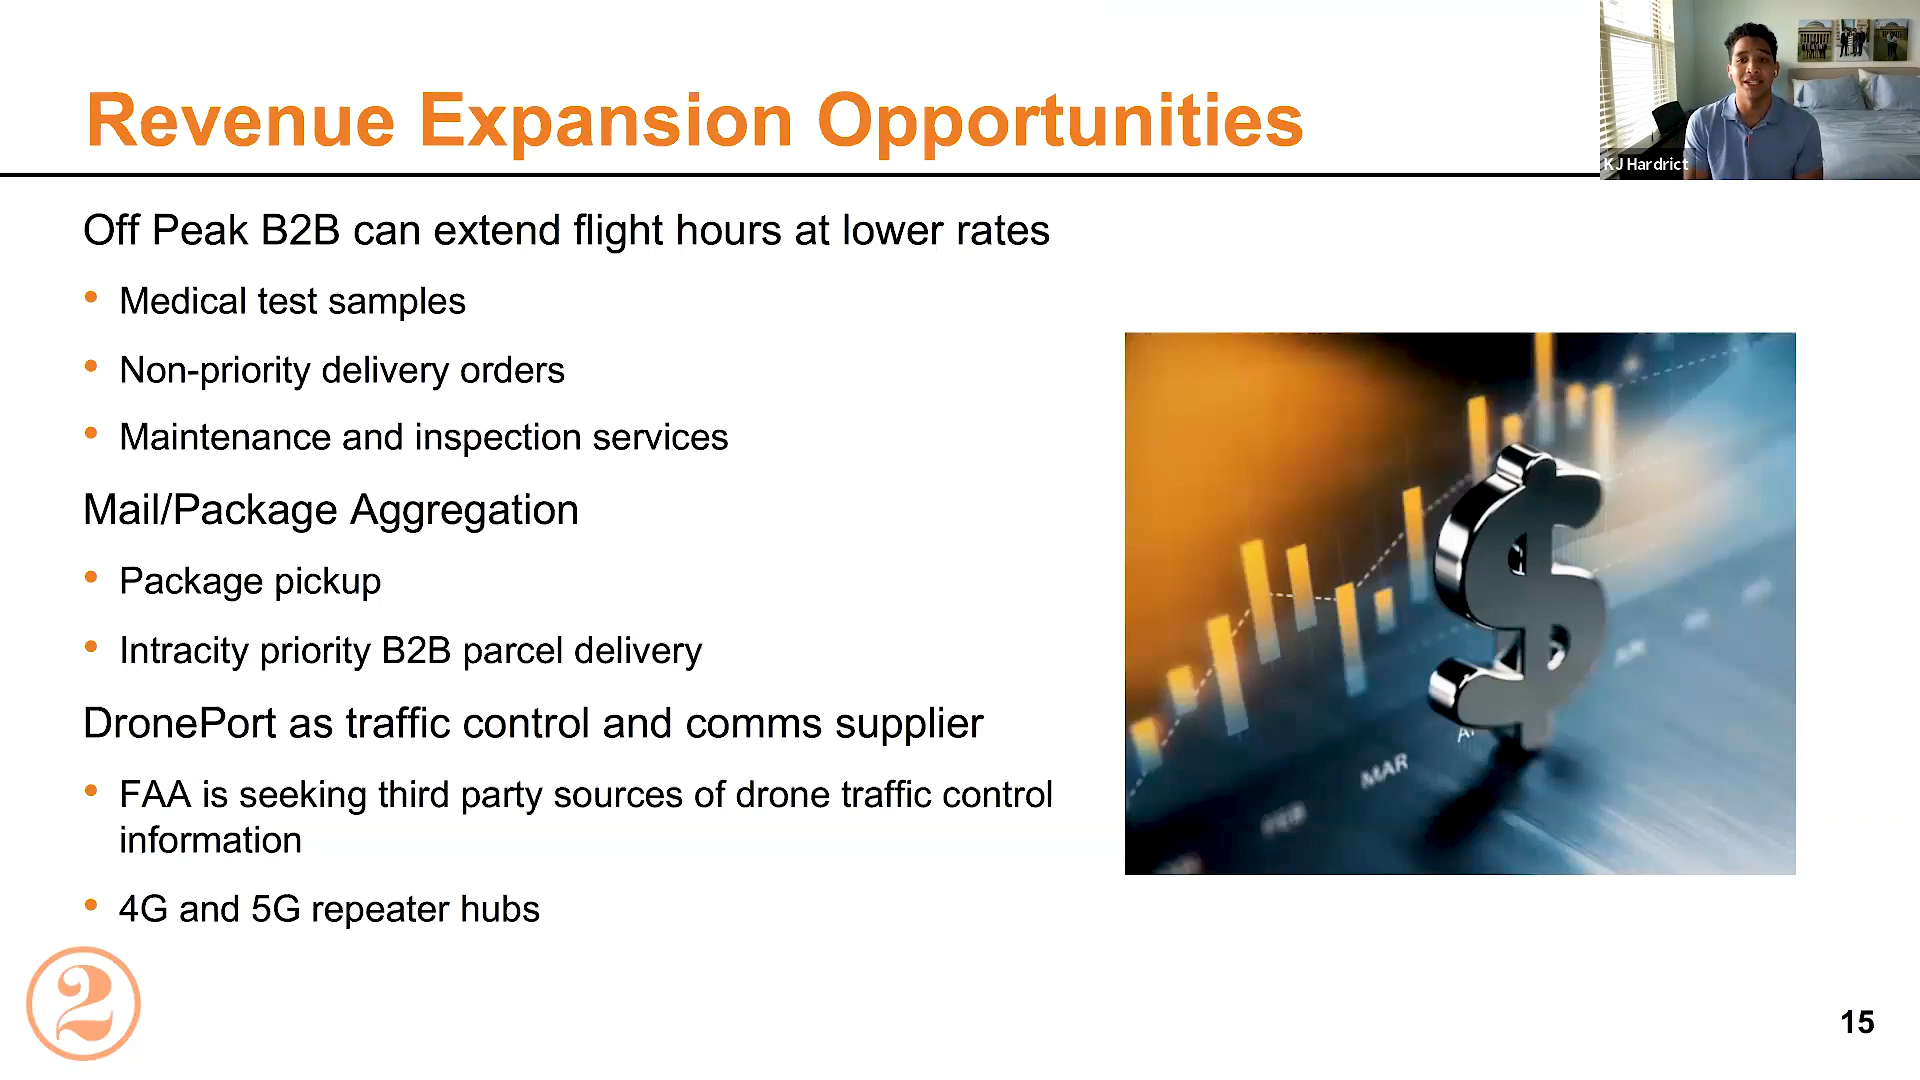 Revenue Expansion Opportunities
KJ Hardrict
Off Peak B2B can extend flight hours at lower rates
• Medical test samples
• Non-priority delivery orders
• Maintenance and inspection services
Mail/Package Aggregation
• Package pickup
• Intracity priority B2B parcel delivery
DronePort as traffic control and comms supplier
• FAA is seeking third party sources of drone traffic control
information
• 4G and 5G repeater hubs
MAR
FEB
2
15